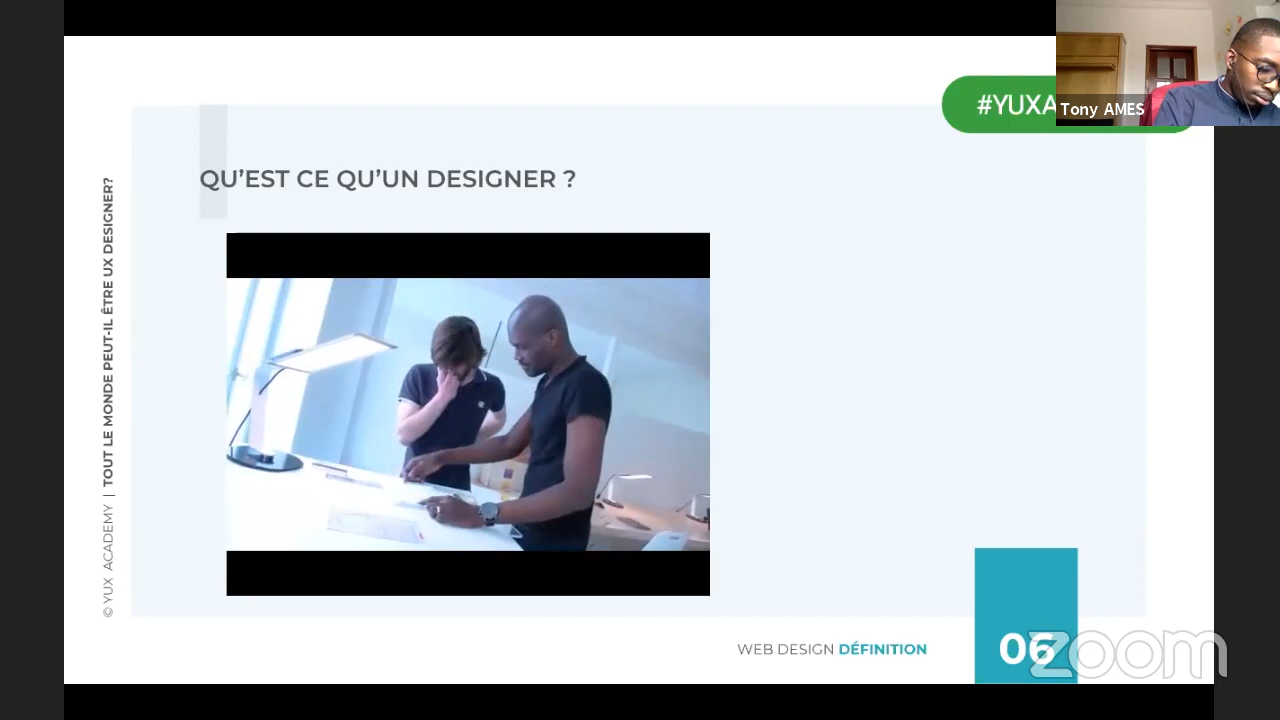 #YUXA
Tony AMES
QU’EST CE QU’UN DESIGNER ?
© YUX ACADEMY | TOUT LE MONDE PEUT-IL ÊTRE UX DESIGNER?
WEB DESIGN DÉFINITION
06
zoom